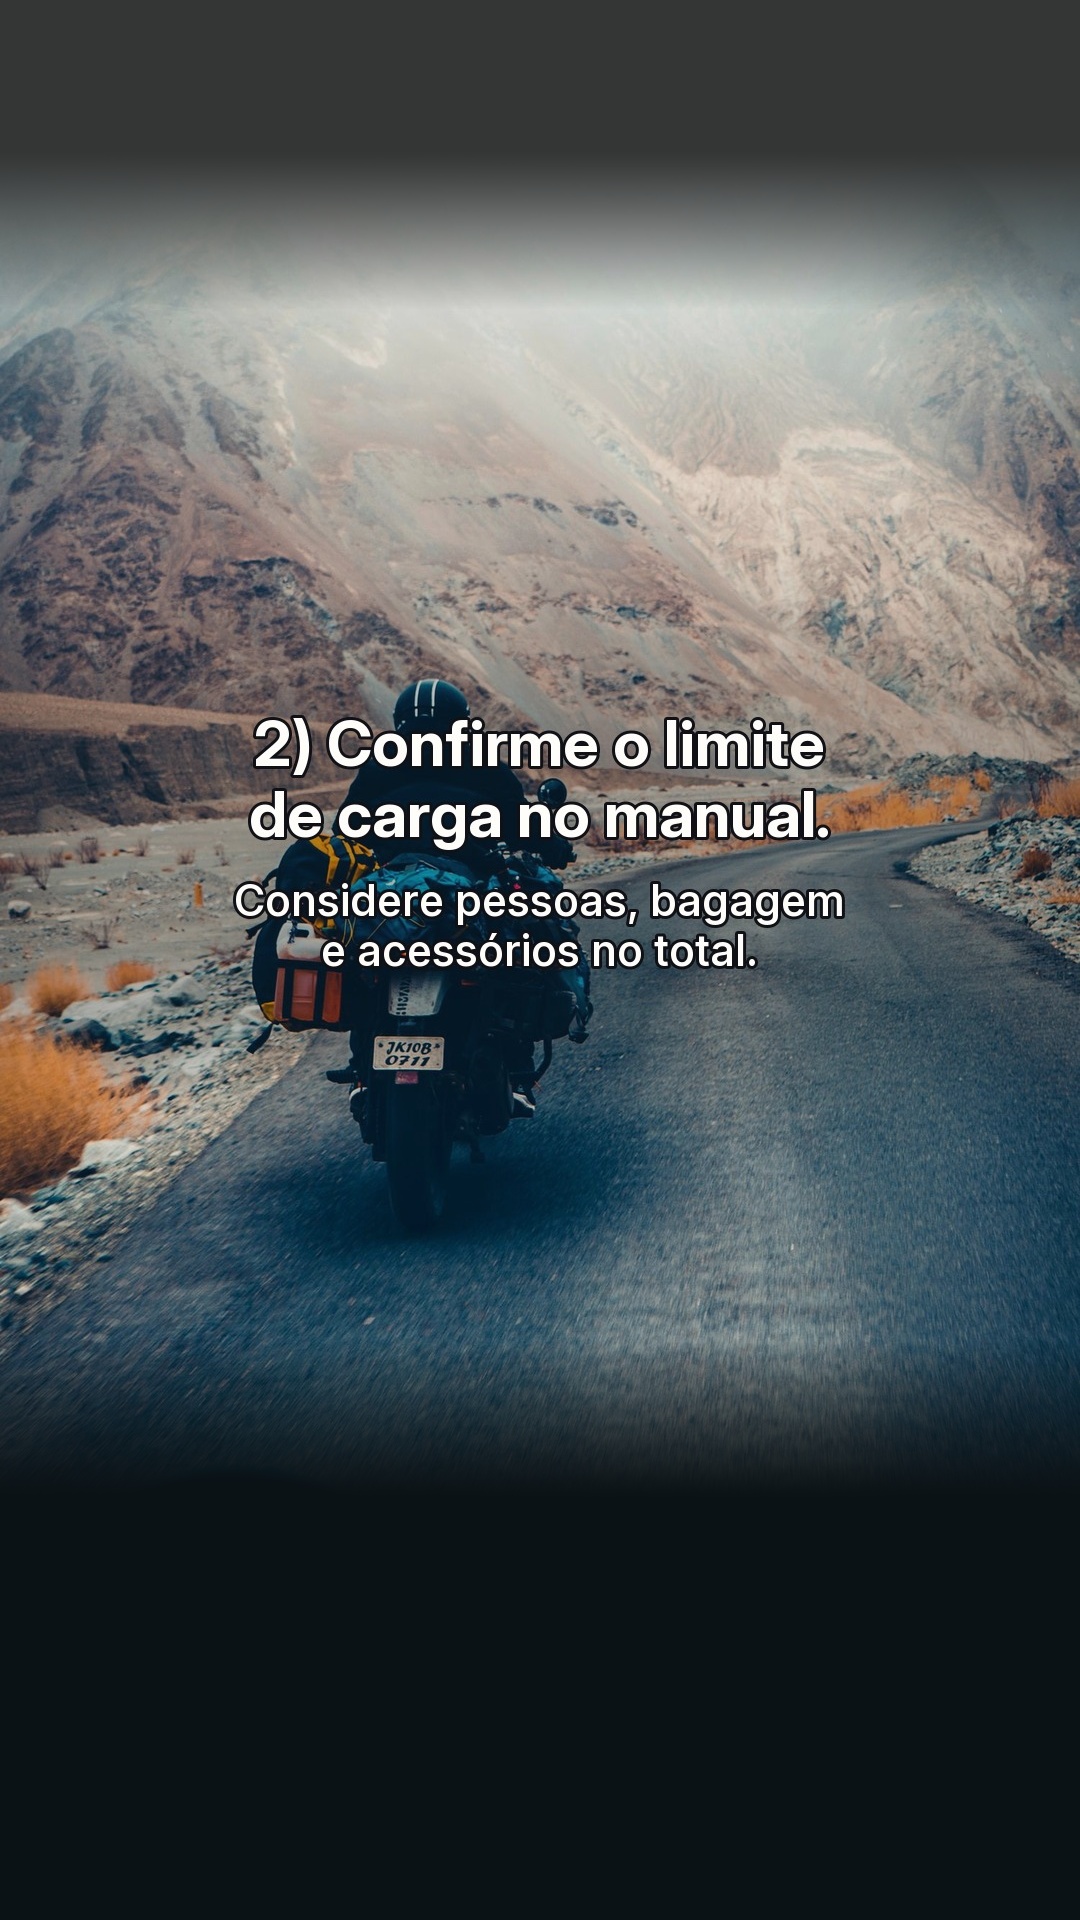 2) Confirme o limite
de carga no manual.
Considere pessoas, bagagem
e acessórios no total.
JK10B
0711